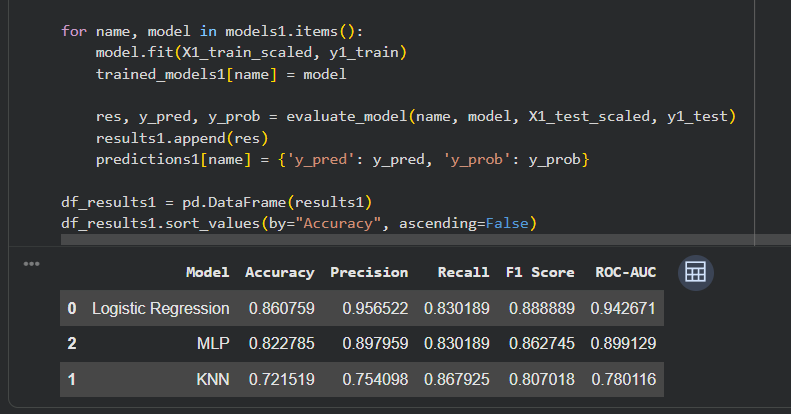 for name, model in models1.items():
    model.fit(X1_train_scaled, y1_train)
    trained_models1[name] = model
    res, y_pred, y_prob = evaluate_model(name, model, X1_test_scaled, y1_test)
    results1.append(res)
    predictions1[name] = {'y_pred': y_pred, 'y_prob': y_prob}
df_results1 = pd.DataFrame(results1)
df_results1.sort_values(by="Accuracy", ascending=False)
Model Accuracy Precision Recall F1 Score ROC-AUC
0 Logistic Regression 0.860759 0.956522 0.830189 0.888889 0.942671
2 MLP 0.822785 0.897959 0.830189 0.862745 0.899129
1 KNN 0.721519 0.754098 0.867925 0.807018 0.780116